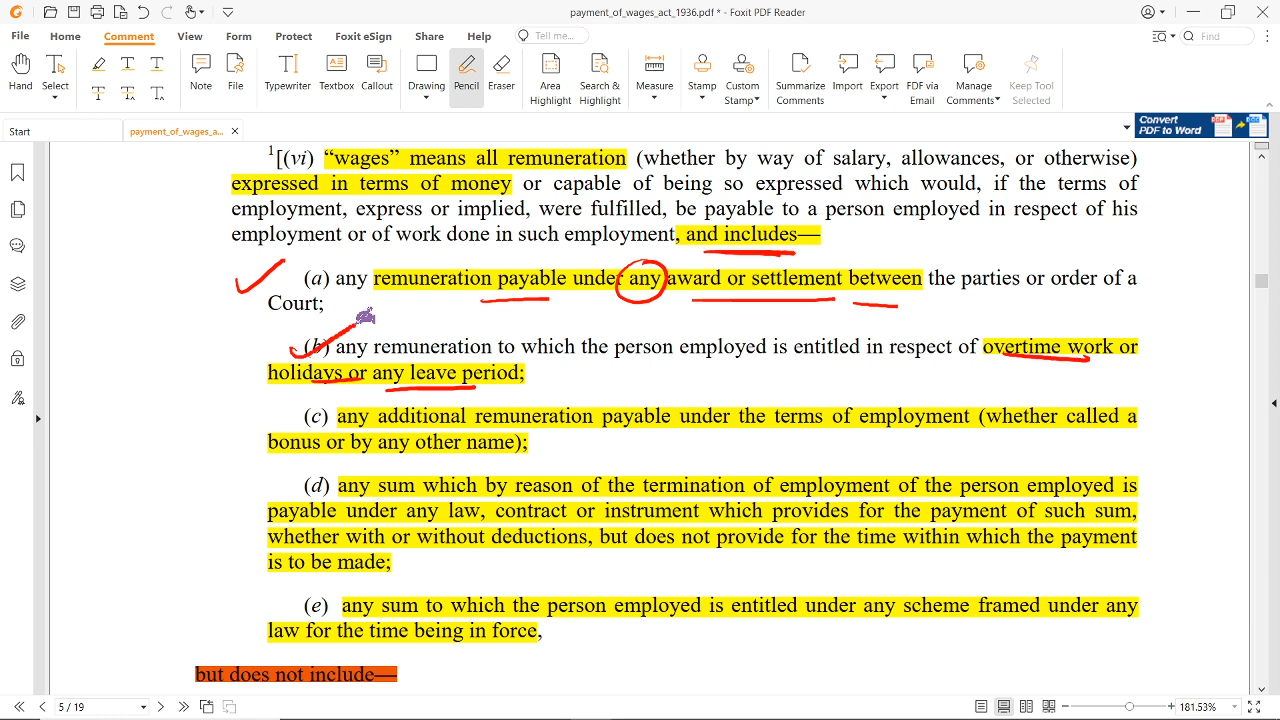 payment_of_wages_act_1936.pdf * - Foxit PDF Reader
File Home Comment View Form Protect Foxit eSign Share Help Tell me... Find
Hand Select Note File Typewriter Textbox Callout Drawing Pencil Eraser Area Highlight Search & Highlight Measure Stamp Custom Stamp Summarize Comments Import Export FDF via Email Manage Comments Keep Tool Selected
Start payment_of_wages_a... Convert PDF to Word
1[(vi) “wages” means all remuneration (whether by way of salary, allowances, or otherwise)
expressed in terms of money or capable of being so expressed which would, if the terms of
employment, express or implied, were fulfilled, be payable to a person employed in respect of his
employment or of work done in such employment, and includes—
(a) any remuneration payable under any award or settlement between the parties or order of a
Court;
(b) any remuneration to which the person employed is entitled in respect of overtime work or
holidays or any leave period;
(c) any additional remuneration payable under the terms of employment (whether called a
bonus or by any other name);
(d) any sum which by reason of the termination of employment of the person employed is
payable under any law, contract or instrument which provides for the payment of such sum,
whether with or without deductions, but does not provide for the time within which the payment
is to be made;
(e) any sum to which the person employed is entitled under any scheme framed under any
law for the time being in force,
but does not include—
5 / 19 181.53%